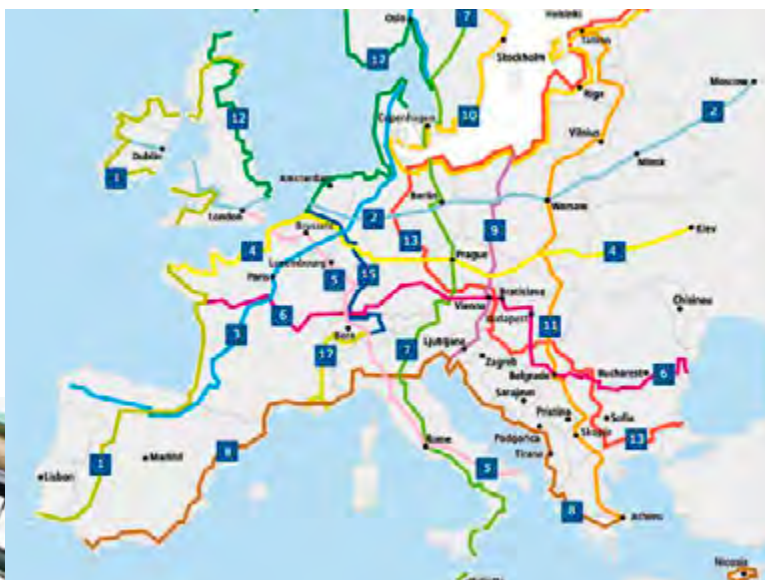 Oslo
7
Helsinki
Tallinn
12
Stockholm
Moscow
Riga
2
Copenhagen
10
12
Vilnius
Dublin
Minsk
1
Amsterdam
Berlin
London
2
Warsaw
Brussels
9
Kiev
4
13
4
Luxembourg
Prague
Paris
5
15
Vienna
Bratislava
Chisinau
6
Budapest
3
Bern
11
Ljubljana
17
7
Zagreb
Belgrade
Bucharest
6
Sarajevo
Pristina
Sofia
Rome
Podgorica
Skopje
13
1
Madrid
8
Tirane
Lisbon
5
8
Athens
Nicosia